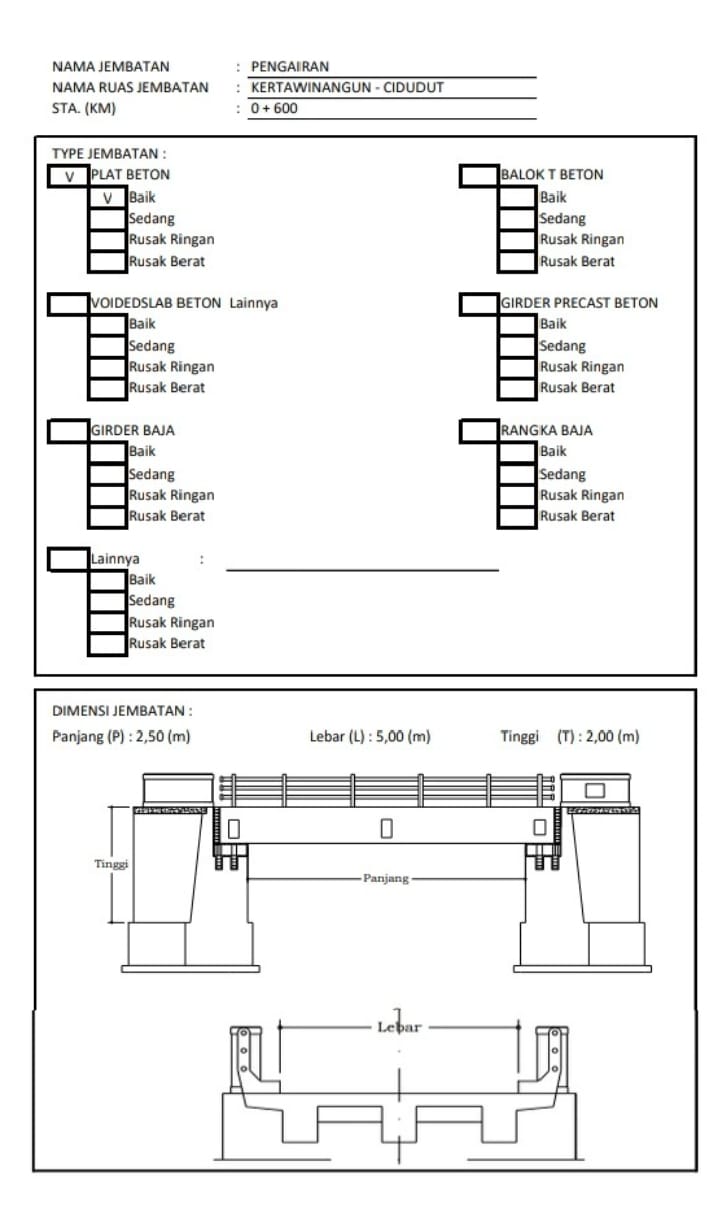 NAMA JEMBATAN : PENGAIRAN
NAMA RUAS JEMBATAN : KERTAWINANGUN - CIDUDUT
STA. (KM) : 0 + 600
TYPE JEMBATAN :
V PLAT BETON
V Baik
Sedang
Rusak Ringan
Rusak Berat
BALOK T BETON
Baik
Sedang
Rusak Ringan
Rusak Berat
VOIDEDSLAB BETON Lainnya
Baik
Sedang
Rusak Ringan
Rusak Berat
GIRDER PRECAST BETON
Baik
Sedang
Rusak Ringan
Rusak Berat
GIRDER BAJA
Baik
Sedang
Rusak Ringan
Rusak Berat
RANGKA BAJA
Baik
Sedang
Rusak Ringan
Rusak Berat
Lainnya :
Baik
Sedang
Rusak Ringan
Rusak Berat
DIMENSI JEMBATAN :
Panjang (P) : 2,50 (m) Lebar (L) : 5,00 (m) Tinggi (T) : 2,00 (m)
Tinggi
Panjang
Lebar